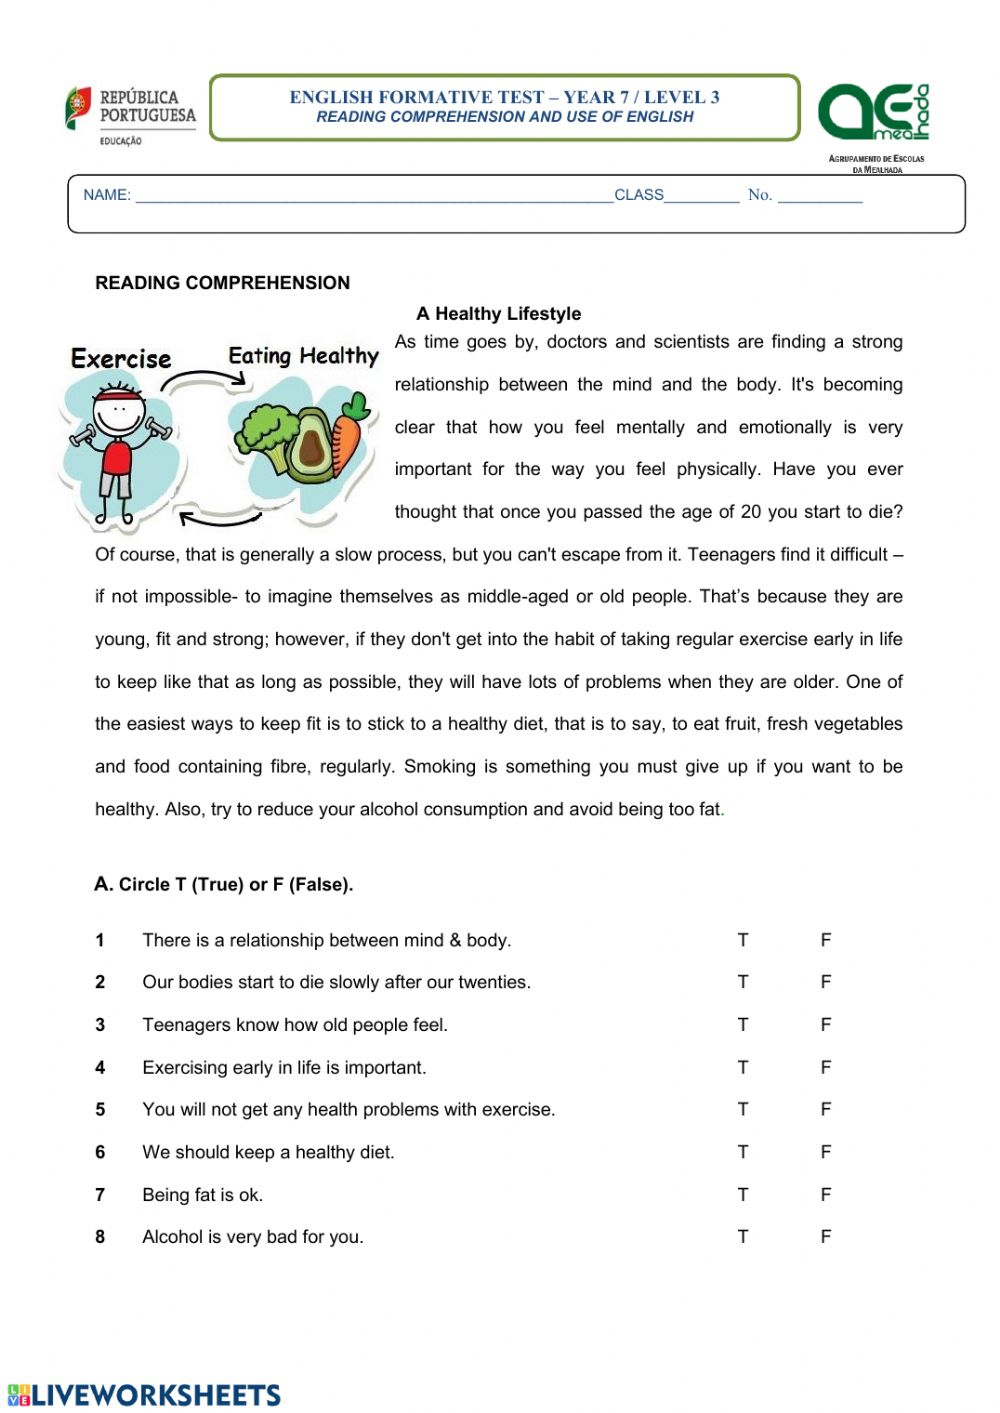 REPÚBLICA
PORTUGUESA
EDUCAÇÃO
ENGLISH FORMATIVE TEST – YEAR 7 / LEVEL 3
READING COMPREHENSION AND USE OF ENGLISH
AE
mealhada
AGRUPAMENTO DE ESCOLAS
DA MEALHADA
NAME: ____________________________________________CLASS_________ No. __________
READING COMPREHENSION
A Healthy Lifestyle
Exercise
Eating Healthy
As time goes by, doctors and scientists are finding a strong
relationship between the mind and the body. It's becoming
clear that how you feel mentally and emotionally is very
important for the way you feel physically. Have you ever
thought that once you passed the age of 20 you start to die?
Of course, that is generally a slow process, but you can't escape from it. Teenagers find it difficult –
if not impossible- to imagine themselves as middle-aged or old people. That’s because they are
young, fit and strong; however, if they don't get into the habit of taking regular exercise early in life
to keep like that as long as possible, they will have lots of problems when they are older. One of
the easiest ways to keep fit is to stick to a healthy diet, that is to say, to eat fruit, fresh vegetables
and food containing fibre, regularly. Smoking is something you must give up if you want to be
healthy. Also, try to reduce your alcohol consumption and avoid being too fat.
A. Circle T (True) or F (False).
1 There is a relationship between mind & body. T F
2 Our bodies start to die slowly after our twenties. T F
3 Teenagers know how old people feel. T F
4 Exercising early in life is important. T F
5 You will not get any health problems with exercise. T F
6 We should keep a healthy diet. T F
7 Being fat is ok. T F
8 Alcohol is very bad for you. T F
LIVE LIVEWORKSHEETS